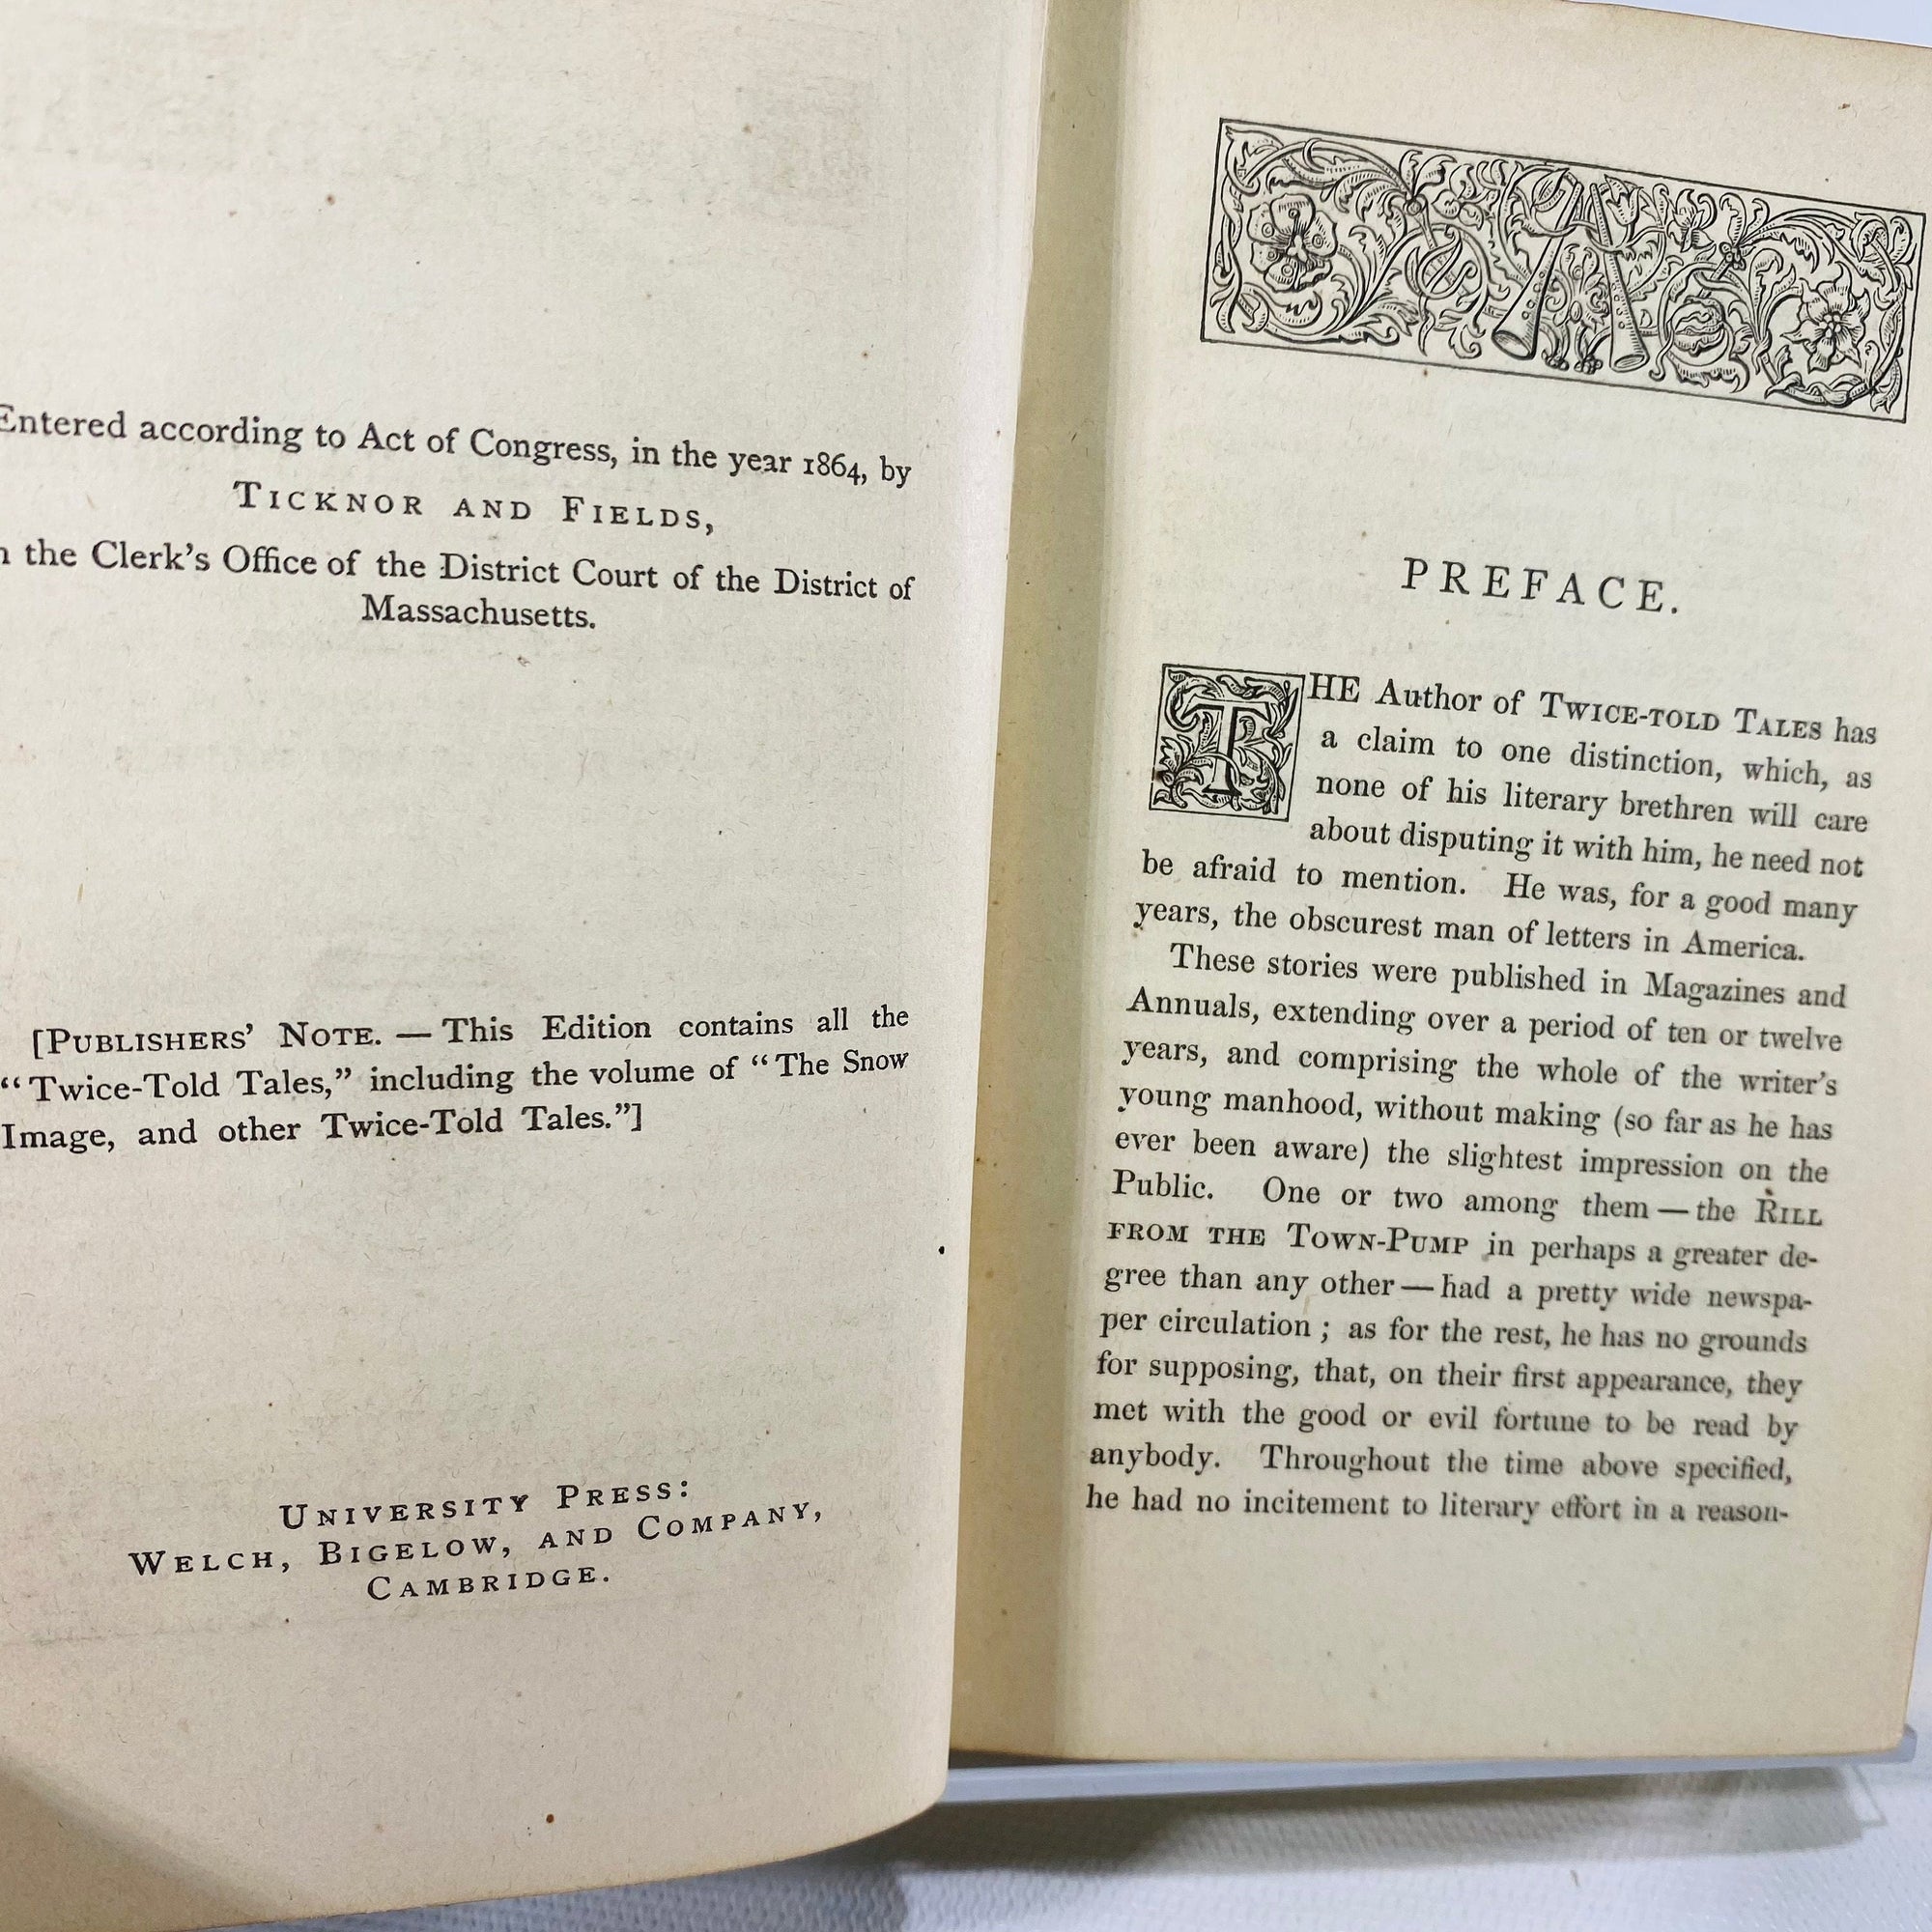 Entered according to Act of Congress, in the year 1864, by
TICKNOR AND FIELDS,
the Clerk's Office of the District Court of the District of
Massachusetts.
[PUBLISHERS' NOTE. — This Edition contains all the
“Twice-Told Tales,” including the volume of “The Snow
Image, and other Twice-Told Tales.”]
UNIVERSITY PRESS:
WELCH, BIGELOW, AND COMPANY,
CAMBRIDGE.
PREFACE.
THE Author of TWICE-TOLD TALES has
a claim to one distinction, which, as
none of his literary brethren will care
about disputing it with him, he need not
be afraid to mention. He was, for a good many
years, the obscurest man of letters in America.
These stories were published in Magazines and
Annuals, extending over a period of ten or twelve
years, and comprising the whole of the writer's
young manhood, without making (so far as he has
ever been aware) the slightest impression on the
Public. One or two among them — the RILL
FROM THE TOWN-PUMP in perhaps a greater de-
gree than any other — had a pretty wide newspa-
per circulation ; as for the rest, he has no grounds
for supposing, that, on their first appearance, they
met with the good or evil fortune to be read by
anybody. Throughout the time above specified,
he had no incitement to literary effort in a reason-